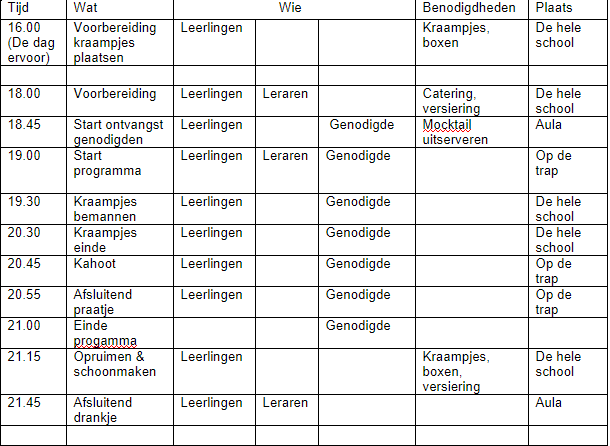 Tijd Wat Wie Benodigdheden Plaats
16.00 Voorbereiding Leerlingen Kraampjes, De hele
(De dag kraampjes boxen school
ervoor) plaatsen
18.00 Voorbereiding Leerlingen Leraren Catering, De hele
versiering school
18.45 Start ontvangst Leerlingen Genodigde Mocktail Aula
genodigden uitserveren
19.00 Start Leerlingen Leraren Genodigde Op de
programma trap
19.30 Kraampjes Leerlingen Genodigde De hele
bemannen school
20.30 Kraampjes Leerlingen Genodigde De hele
einde school
20.45 Kahoot Leerlingen Genodigde Op de
trap
20.55 Afsluitend Leerlingen Genodigde Op de
praatje trap
21.00 Einde Genodigde
progamma
21.15 Opruimen & Leerlingen Kraampjes, De hele
schoonmaken boxen, school
versiering
21.45 Afsluitend Leerlingen Leraren Aula
drankje